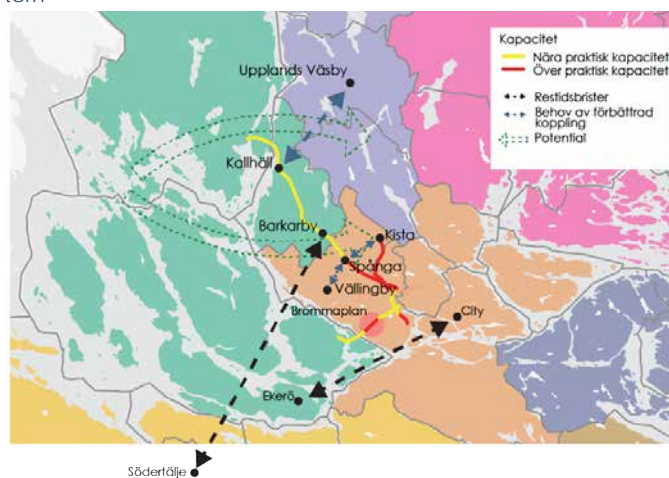 Kapacitet
Nära praktisk kapacitet
Över praktisk kapacitet
Restidsbrister
Behov av förbättrad
koppling
Potential
Upplands Väsby
Kallhäll
Barkarby
Kista
Spånga
Vällingby
Brommaplan
City
Ekerö
Södertälje